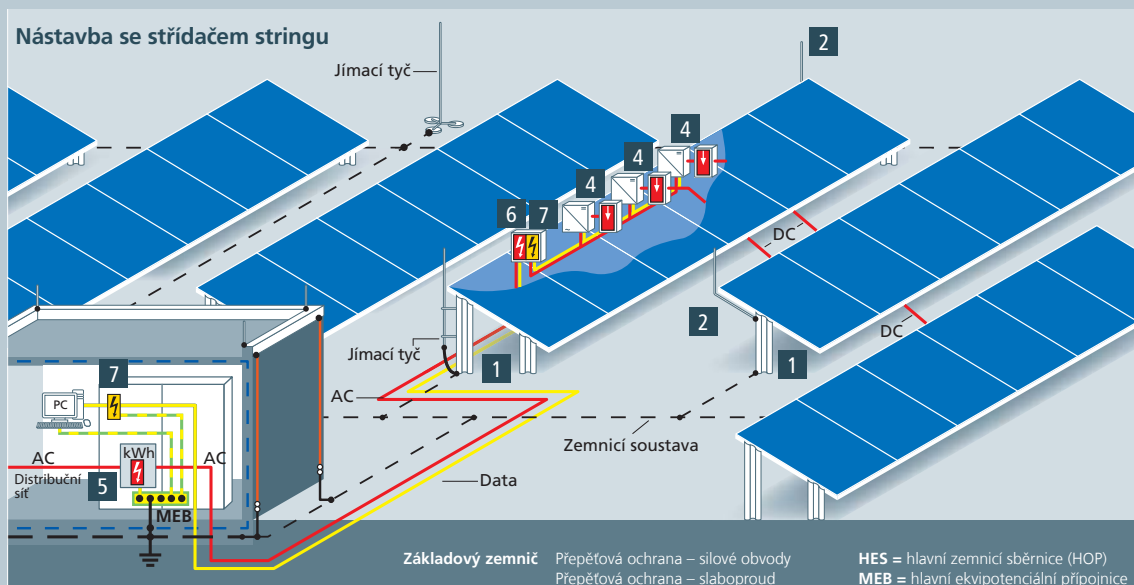 Nástavba se střídačem stringu
Jímací tyč
2
4
4
4
6 7
DC
2
DC
Jímací tyč
1
1
7
AC
PC
Zemnicí soustava
kWh
AC
AC
Distribuční
síť
5
Data
MEB
Základový zemnič
Přepěťová ochrana – silové obvody
HES = hlavní zemnicí sběrnice (HOP)
Přepěťová ochrana – slaboproud
MEB = hlavní ekvipotenciální přípojnice